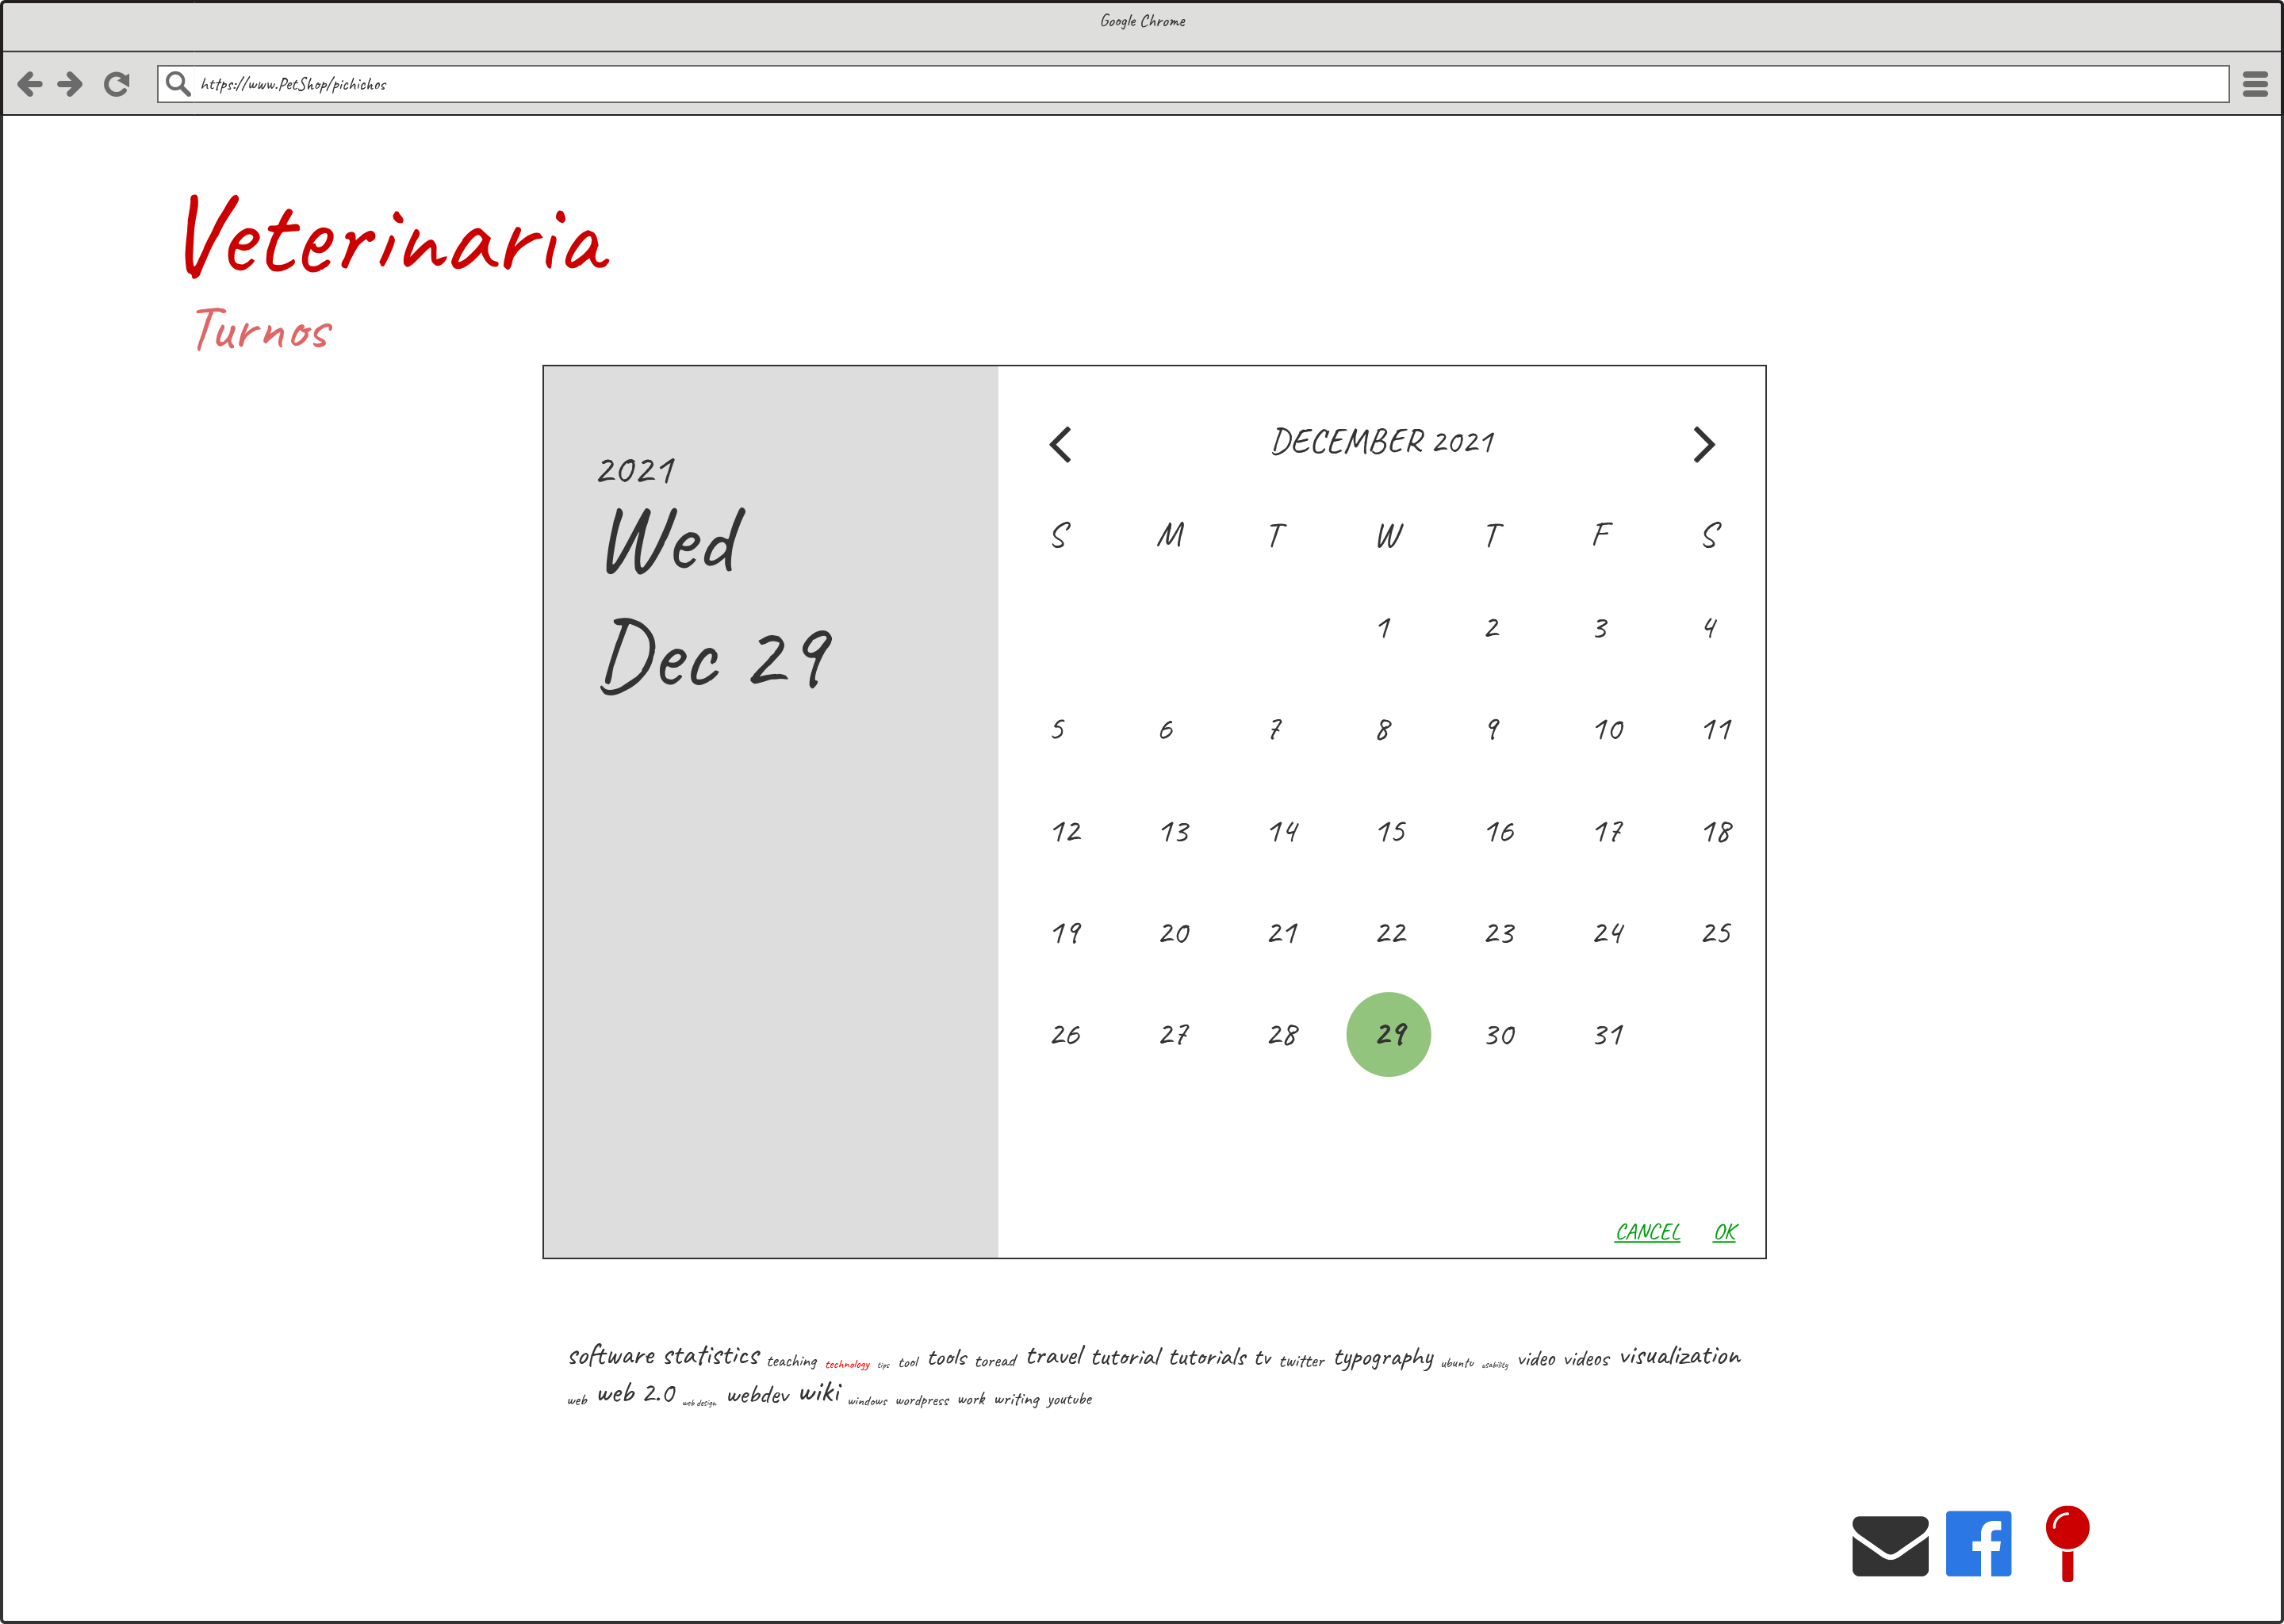 Google Chrome
https://www.PetShop/pichichos
Veterinaria
Turnos
2021
Wed
Dec 29
DECEMBER 2021
S M T W T F S
1 2 3 4
5 6 7 8 9 10 11
12 13 14 15 16 17 18
19 20 21 22 23 24 25
26 27 28 29 30 31
CANCEL OK
software statistics teaching technology tips tool tools toread travel tutorial tutorials tv twitter typography ubuntu usability video videos visualization
web web 2.0 web design webdev wiki windows wordpress work writing youtube
f